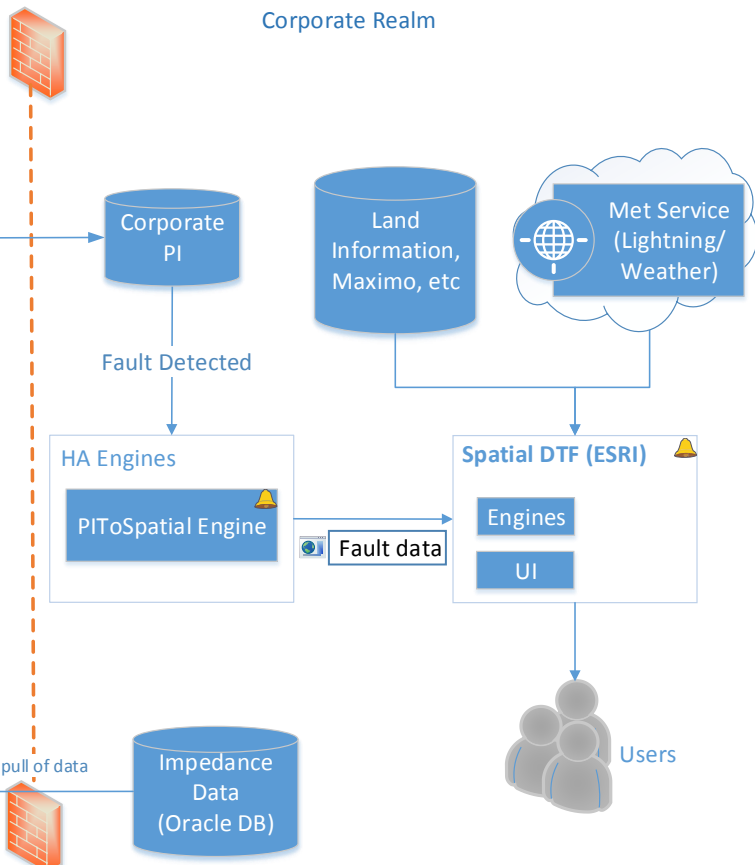 Corporate Realm
Corporate
PI
Land
Information,
Maximo, etc
Met Service
(Lightning/
Weather)
Fault Detected
HA Engines
PIToSpatial Engine
Fault data
Spatial DTF (ESRI)
Engines
UI
Users
pull of data
Impedance
Data
(Oracle DB)